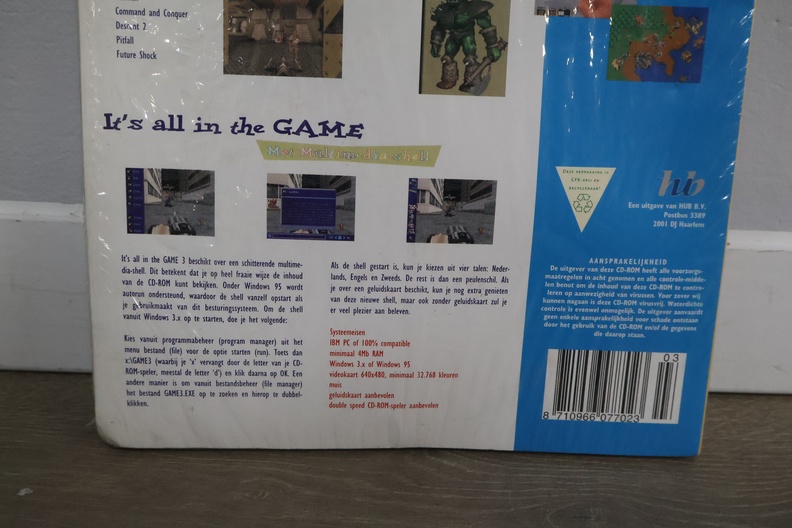 Command and Conquer
Descent 2
Pitfall
Future Shock
It's all in the GAME
Met Multimedia shell
It's all in the GAME 3 beschikt over een schitterende multime-
dia-shell. Dit betekent dat je op heel fraaie wijze de inhoud
van de CD-ROM kunt bekijken. Onder Windows 95 wordt
autorun ondersteund, waardoor de shell vanzelf opstart als
je gebruikmaakt van dit besturingssysteem. Om de shell
vanuit Windows 3.x op te starten, doe je het volgende:
Kies vanuit programmabeheer (program manager) uit het
menu bestand (file) voor de optie starten (run). Toets dan
x:\GAME3 (waarbij je 'x' vervangt door de letter van je CD-
ROM-speler, meestal de letter 'd') en klik daarna op OK. Een
andere manier is om vanuit bestandsbeheer (file manager)
het bestand GAME3.EXE op te zoeken en hierop te dubbel-
klikken.
Als de shell gestart is, kun je kiezen uit vier talen: Neder-
lands, Engels en Zweeds. De rest is dan een peulenschil. Als
je over een geluidskaart beschikt, kun je nog extra genieten
van deze nieuwe shell, maar ook zonder geluidskaart zul je
er veel plezier aan beleven.
Systeemeisen
IBM PC of 100% compatible
minimaal 4Mb RAM
Windows 3.x of Windows 95
videokaart 640x480, minimaal 32.768 kleuren
muis
geluidskaart aanbevolen
double speed CD-ROM-speler aanbevolen
DEZE VERPAKKING IS
CFK-VRIJ EN
RECYCLEBAAR!
hb
Een uitgave van HUB B.V.
Postbus 3389
2001 DJ Haarlem
AANSPRAKELIJKHEID
De uitgever van deze CD-ROM heeft alle voorzorgs-
maatregelen in acht genomen en alle controle-midde-
len benut om de inhoud van deze CD-ROM te contro-
leren op aanwezigheid van virussen. Voor zover wij
kunnen nagaan is deze CD-ROM virusvrij. Waterdichte
controle is evenwel onmogelijk. De uitgever aanvaardt
geen enkele aansprakelijkheid voor schade ontstaan
door het gebruik van de CD-ROM en/of de gegevens
die daarop staan.
03
8 710966 077023